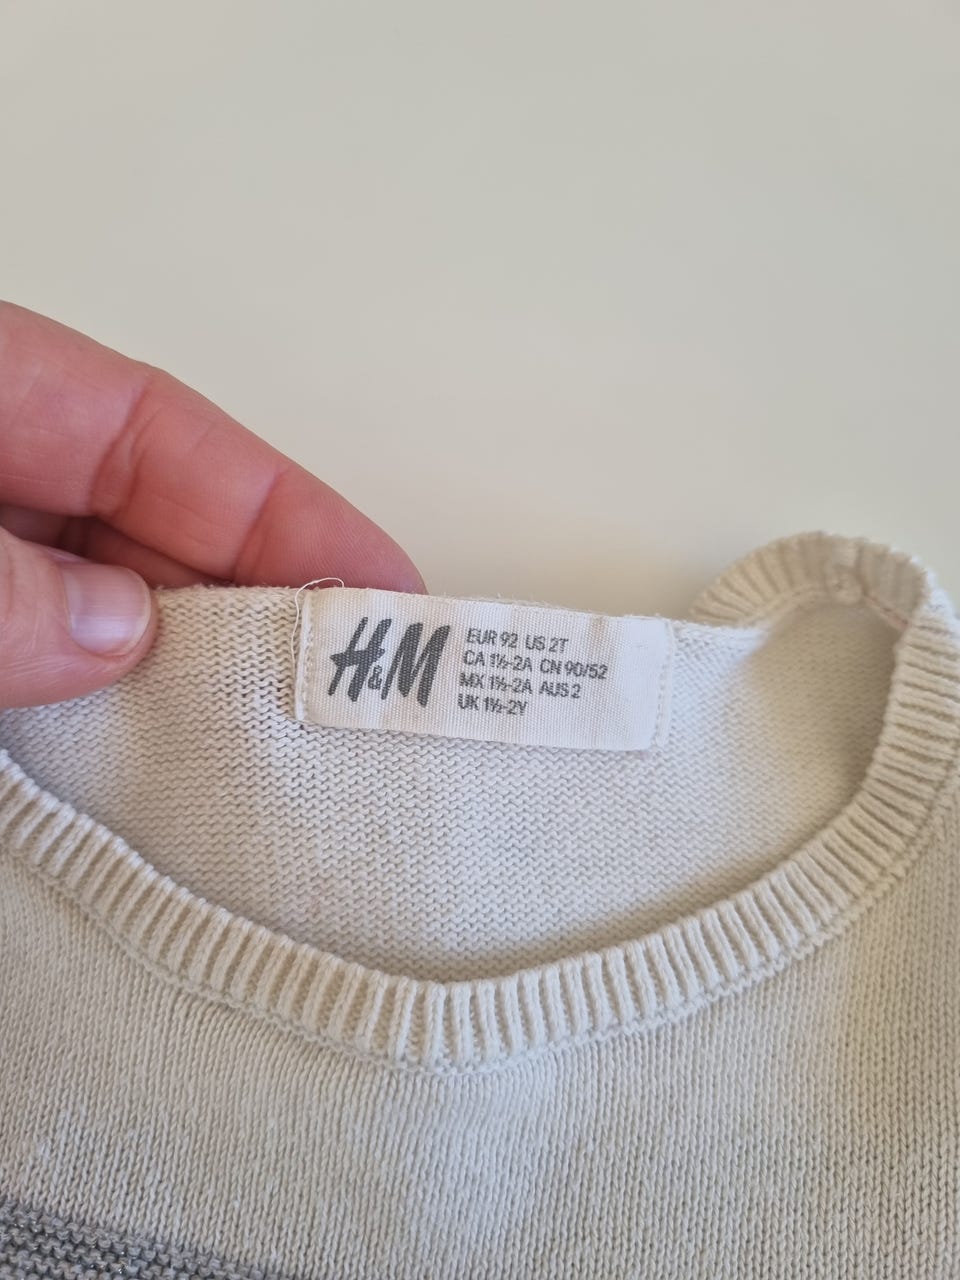 H&M
EUR 92 US 2T
CA 1½-2A CN 90/52
MX 1½-2A AUS 2
UK 1½-2Y